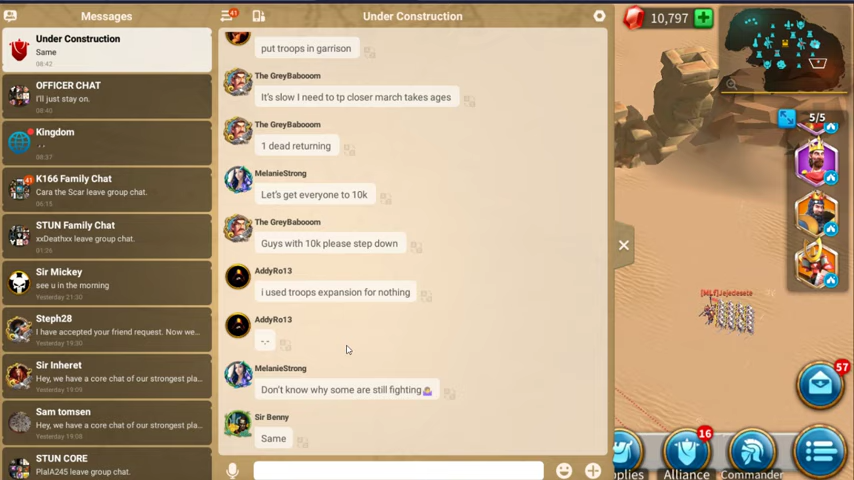 Messages
41
Under Construction
10,797
Under Construction
Same
08:42
OFFICER CHAT
I'll just stay on.
08:40
Kingdom
08:37
41
K166 Family Chat
Cara the Scar leave group chat.
06:15
STUN Family Chat
xxDeathxx leave group chat.
01:26
Sir Mickey
see u in the morning
Yesterday 21:30
Steph28
I have accepted your friend request. Now we...
Yesterday 19:30
Sir Inheret
Hey, we have a core chat of our strongest pla...
Yesterday 19:09
Sam tomsen
Hey, we have a core chat of our strongest pla...
Yesterday 19:08
STUN CORE
PlalA245 leave group chat.
put troops in garrison
The GreyBabooom
It's slow I need to tp closer march takes ages
The GreyBabooom
1 dead returning
MelanieStrong
Let's get everyone to 10k
The GreyBabooom
Guys with 10k please step down
AddyRo13
i used troops expansion for nothing
AddyRo13
-.-
MelanieStrong
Don't know why some are still fighting🤷
Sir Benny
Same
5/5
[MLF]Jejedesete
57
16
pplies
Alliance
Commander